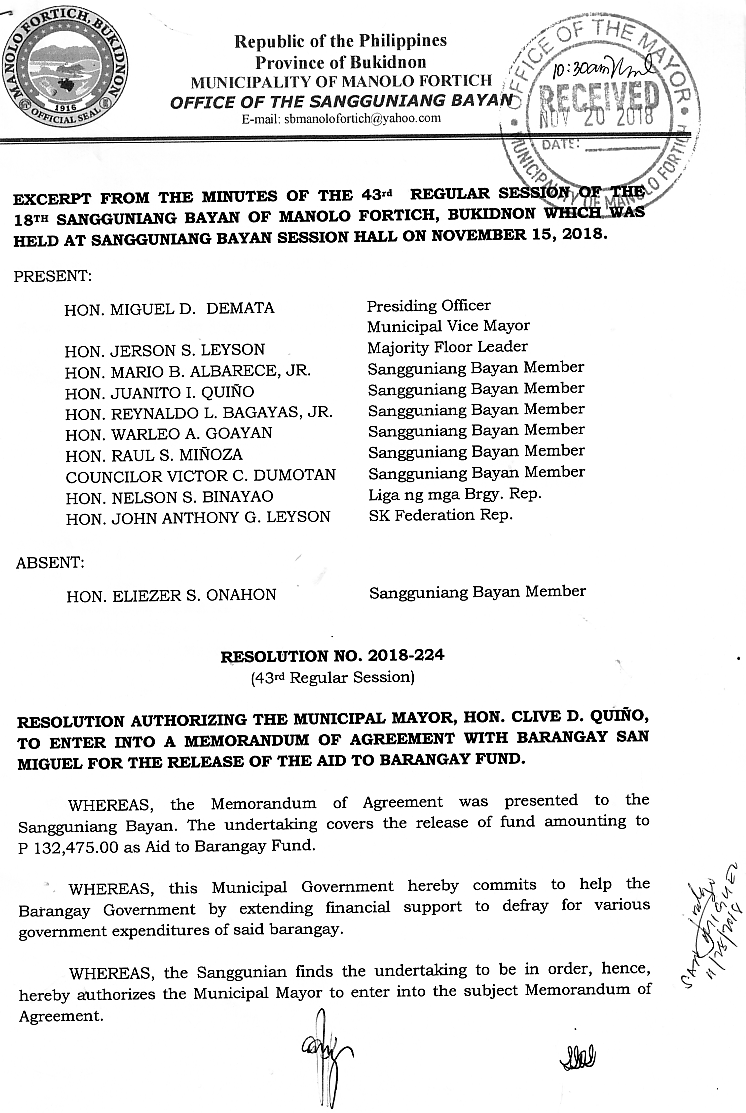 MANOLO FORTICH, BUKIDNON
1916
OFFICIAL SEAL
Republic of the Philippines
Province of Bukidnon
MUNICIPALITY OF MANOLO FORTICH
OFFICE OF THE SANGGUNIANG BAYAN
E-mail: sbmanolofortich@yahoo.com
OFFICE OF THE MAYOR
10:30am
RECEIVED
NOV 20 2018
DATE:
MUNICIPALITY OF MANOLO FORTICH
EXCERPT FROM THE MINUTES OF THE 43rd REGULAR SESSION OF THE
18TH SANGGUNIANG BAYAN OF MANOLO FORTICH, BUKIDNON WHICH WAS
HELD AT SANGGUNIANG BAYAN SESSION HALL ON NOVEMBER 15, 2018.
PRESENT:
HON. MIGUEL D. DEMATA Presiding Officer
Municipal Vice Mayor
HON. JERSON S. LEYSON Majority Floor Leader
HON. MARIO B. ALBARECE, JR. Sangguniang Bayan Member
HON. JUANITO I. QUIÑO Sangguniang Bayan Member
HON. REYNALDO L. BAGAYAS, JR. Sangguniang Bayan Member
HON. WARLEO A. GOAYAN Sangguniang Bayan Member
HON. RAUL S. MIÑOZA Sangguniang Bayan Member
COUNCILOR VICTOR C. DUMOTAN Sangguniang Bayan Member
HON. NELSON S. BINAYAO Liga ng mga Brgy. Rep.
HON. JOHN ANTHONY G. LEYSON SK Federation Rep.
ABSENT:
HON. ELIEZER S. ONAHON Sangguniang Bayan Member
RESOLUTION NO. 2018-224
(43rd Regular Session)
RESOLUTION AUTHORIZING THE MUNICIPAL MAYOR, HON. CLIVE D. QUIÑO,
TO ENTER INTO A MEMORANDUM OF AGREEMENT WITH BARANGAY SAN
MIGUEL FOR THE RELEASE OF THE AID TO BARANGAY FUND.
WHEREAS, the Memorandum of Agreement was presented to the
Sangguniang Bayan. The undertaking covers the release of fund amounting to
P 132,475.00 as Aid to Barangay Fund.
WHEREAS, this Municipal Government hereby commits to help the
Barangay Government by extending financial support to defray for various
government expenditures of said barangay.
WHEREAS, the Sanggunian finds the undertaking to be in order, hence,
hereby authorizes the Municipal Mayor to enter into the subject Memorandum of
Agreement.
SAN MIGUEL
11/28/2018